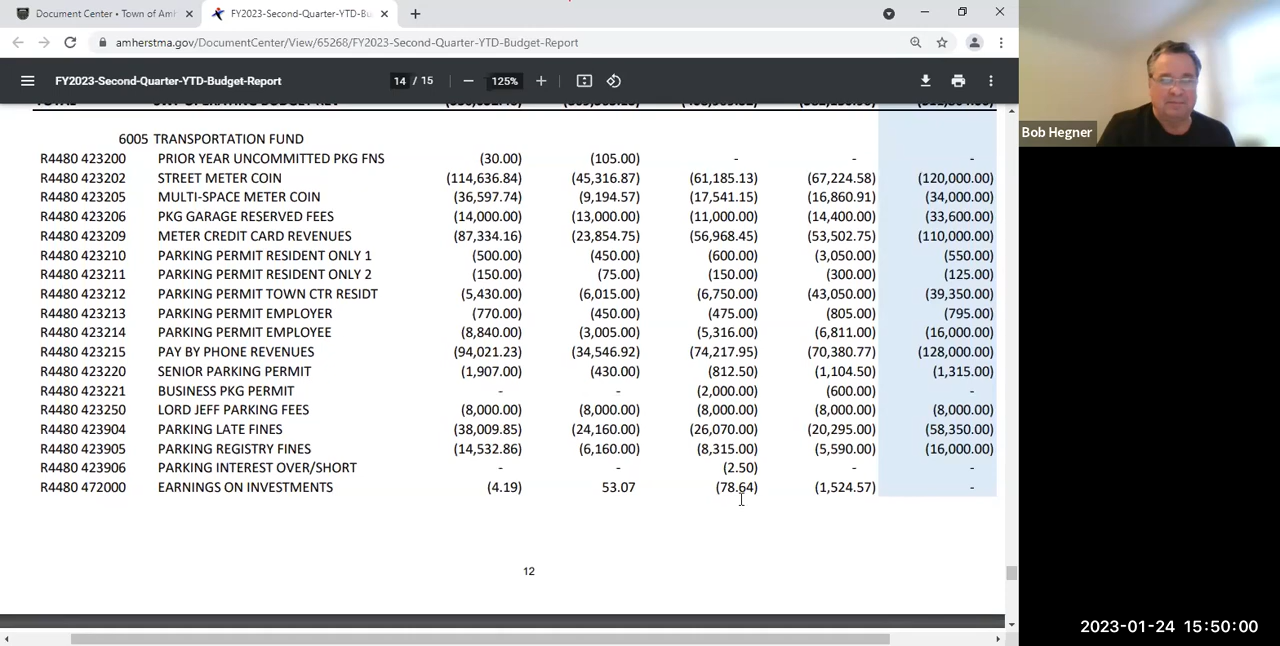 Document Center • Town of Amh
FY2023-Second-Quarter-YTD-Bu
amherstma.gov/DocumentCenter/View/65268/FY2023-Second-Quarter-YTD-Budget-Report
FY2023-Second-Quarter-YTD-Budget-Report
14 / 15
125%
6005 TRANSPORTATION FUND
R4480 423200 PRIOR YEAR UNCOMMITTED PKG FNS (30.00) (105.00) - - -
R4480 423202 STREET METER COIN (114,636.84) (45,316.87) (61,185.13) (67,224.58) (120,000.00)
R4480 423205 MULTI-SPACE METER COIN (36,597.74) (9,194.57) (17,541.15) (16,860.91) (34,000.00)
R4480 423206 PKG GARAGE RESERVED FEES (14,000.00) (13,000.00) (11,000.00) (14,400.00) (33,600.00)
R4480 423209 METER CREDIT CARD REVENUES (87,334.16) (23,854.75) (56,968.45) (53,502.75) (110,000.00)
R4480 423210 PARKING PERMIT RESIDENT ONLY 1 (500.00) (450.00) (600.00) (3,050.00) (550.00)
R4480 423211 PARKING PERMIT RESIDENT ONLY 2 (150.00) (75.00) (150.00) (300.00) (125.00)
R4480 423212 PARKING PERMIT TOWN CTR RESIDT (5,430.00) (6,015.00) (6,750.00) (43,050.00) (39,350.00)
R4480 423213 PARKING PERMIT EMPLOYER (770.00) (450.00) (475.00) (805.00) (795.00)
R4480 423214 PARKING PERMIT EMPLOYEE (8,840.00) (3,005.00) (5,316.00) (6,811.00) (16,000.00)
R4480 423215 PAY BY PHONE REVENUES (94,021.23) (34,546.92) (74,217.95) (70,380.77) (128,000.00)
R4480 423220 SENIOR PARKING PERMIT (1,907.00) (430.00) (812.50) (1,104.50) (1,315.00)
R4480 423221 BUSINESS PKG PERMIT - - (2,000.00) (600.00) -
R4480 423250 LORD JEFF PARKING FEES (8,000.00) (8,000.00) (8,000.00) (8,000.00) (8,000.00)
R4480 423904 PARKING LATE FINES (38,009.85) (24,160.00) (26,070.00) (20,295.00) (58,350.00)
R4480 423905 PARKING REGISTRY FINES (14,532.86) (6,160.00) (8,315.00) (5,590.00) (16,000.00)
R4480 423906 PARKING INTEREST OVER/SHORT - - (2.50) - -
R4480 472000 EARNINGS ON INVESTMENTS (4.19) 53.07 (78.64) (1,524.57) -
12
Bob Hegner
2023-01-24 15:50:00